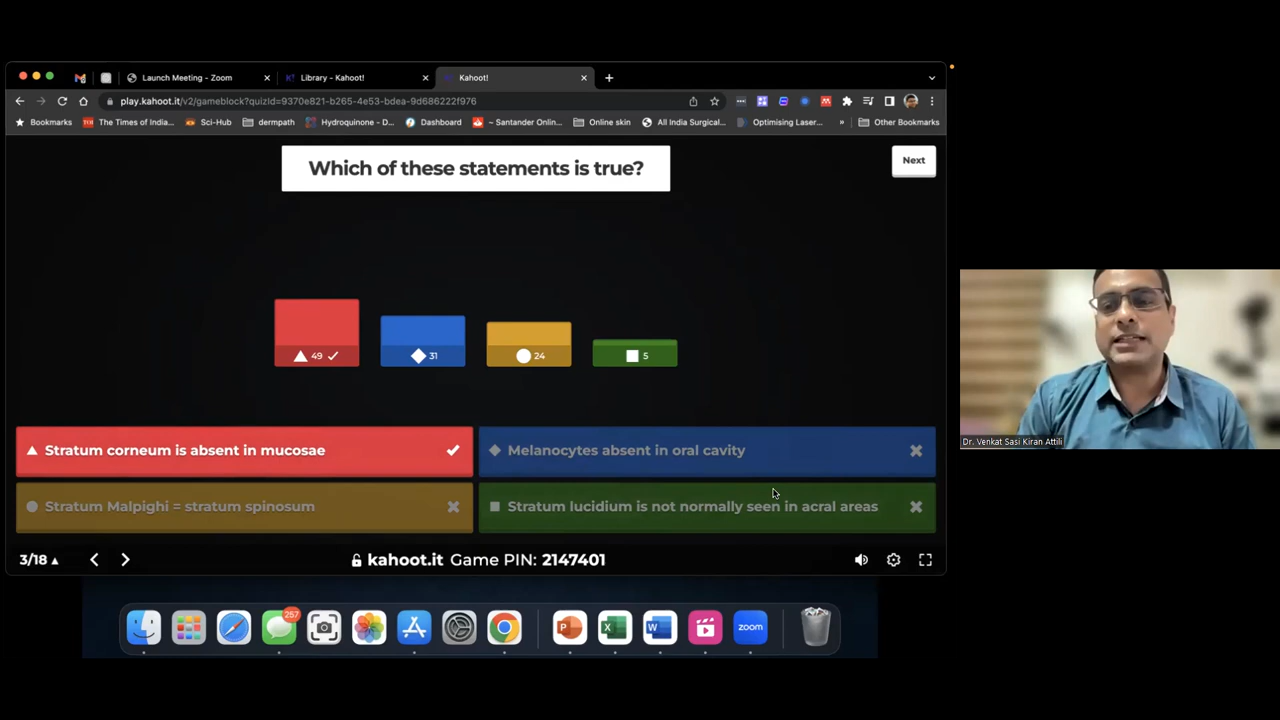 Launch Meeting - Zoom
Library - Kahoot!
Kahoot!
play.kahoot.it/v2/gameblock?quizId=9370e821-b265-4e53-bdea-9d686222f976
Bookmarks
TOI The Times of India...
Sci-Hub
dermpath
Hydroquinone - D...
Dashboard
~ Santander Onlin...
Online skin
All India Surgical...
Optimising Laser...
»
Other Bookmarks
Which of these statements is true?
Next
49
31
24
5
Stratum corneum is absent in mucosae
Melanocytes absent in oral cavity
Stratum Malpighi = stratum spinosum
Stratum lucidium is not normally seen in acral areas
3/18
kahoot.it Game PIN: 2147401
Dr. Venkat Sasi Kiran Attili
257
zoom